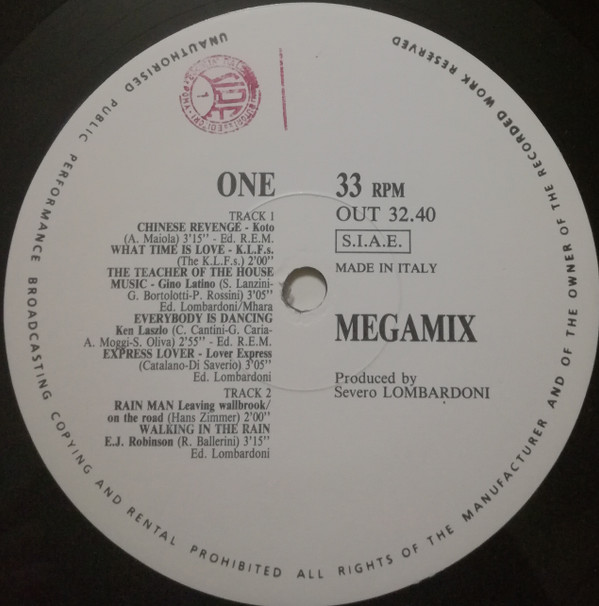 UNAUTHORISED PUBLIC PERFORMANCE BROADCASTING COPYING AND RENTAL PROHIBITED ALL RIGHTS OF THE MANUFACTURER AND OF THE OWNER OF THE RECORDED WORK RESERVED
ONE
TRACK 1
CHINESE REVENGE - Koto
(A. Maiola) 3'15'' - Ed. R.E.M.
WHAT TIME IS LOVE - K.L.F.s.
(The K.L.F.s) 2'00''
THE TEACHER OF THE HOUSE
MUSIC - Gino Latino (S. Lanzini-
G. Bortolotti-P. Rossini) 3'05''
Ed. Lombardoni/Mhara
EVERYBODY IS DANCING
Ken Laszlo (C. Cantini-G. Caria-
A. Moggi-S. Oliva) 2'55'' - Ed. R.E.M.
EXPRESS LOVER - Lover Express
(Catalano-Di Saverio) 3'05''
Ed. Lombardoni
TRACK 2
RAIN MAN Leaving wallbrook/
on the road (Hans Zimmer) 2'00''
WALKING IN THE RAIN
E.J. Robinson (R. Ballerini) 3'15''
Ed. Lombardoni
33 RPM
OUT 32.40
S.I.A.E.
MADE IN ITALY
MEGAMIX
Produced by
Severo LOMBARDONI